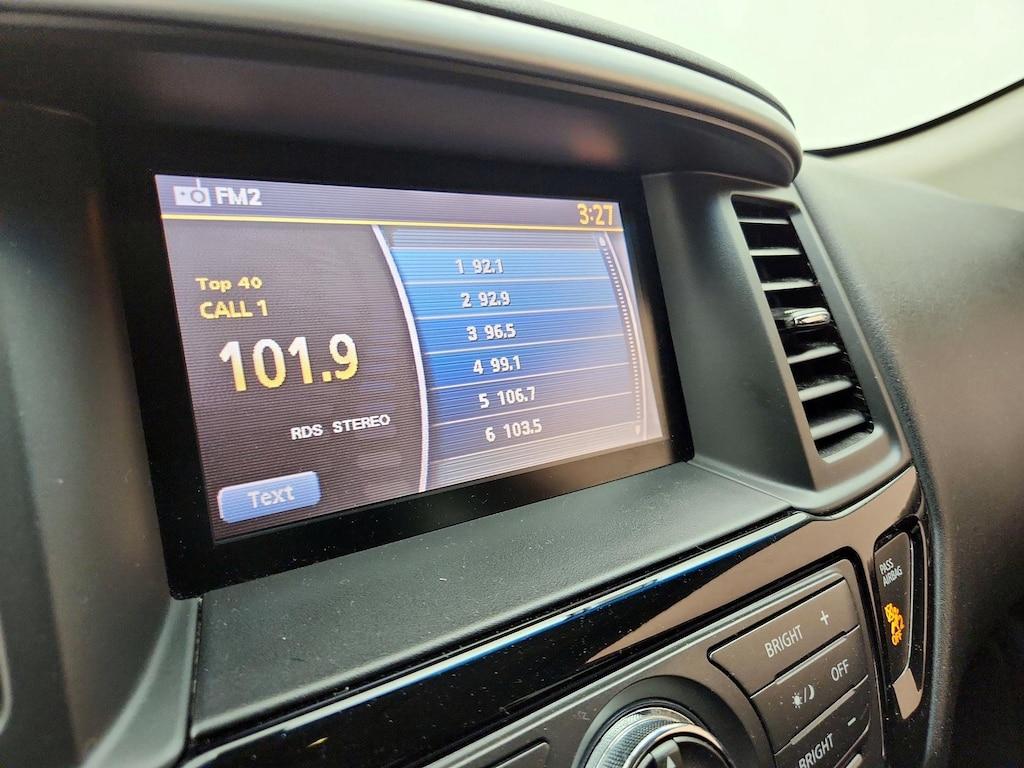 FM2
3:27
Top 40
CALL 1
101.9
RDS STEREO
Text
1 92.1
2 92.9
3 96.5
4 99.1
5 106.7
6 103.5
PASS
AIRBAG
OFF
BRIGHT +
OFF
BRIGHT -